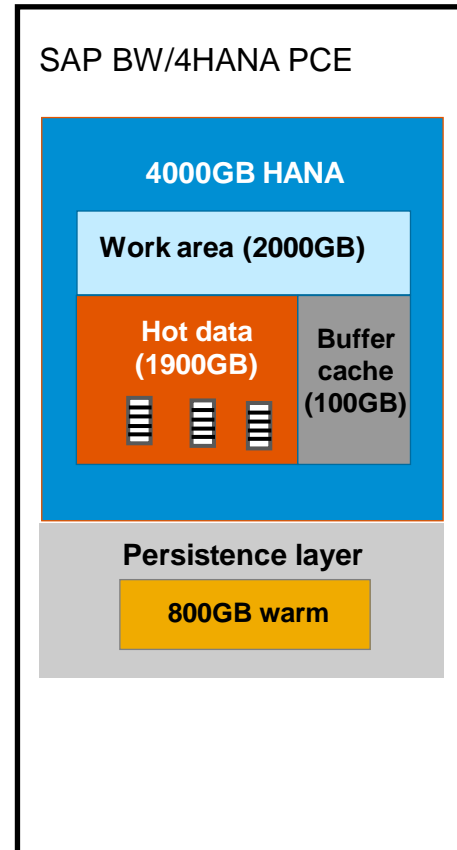 SAP BW/4HANA PCE
4000GB HANA
Work area (2000GB)
Hot data
(1900GB)
Buffer
cache
(100GB)
Persistence layer
800GB warm